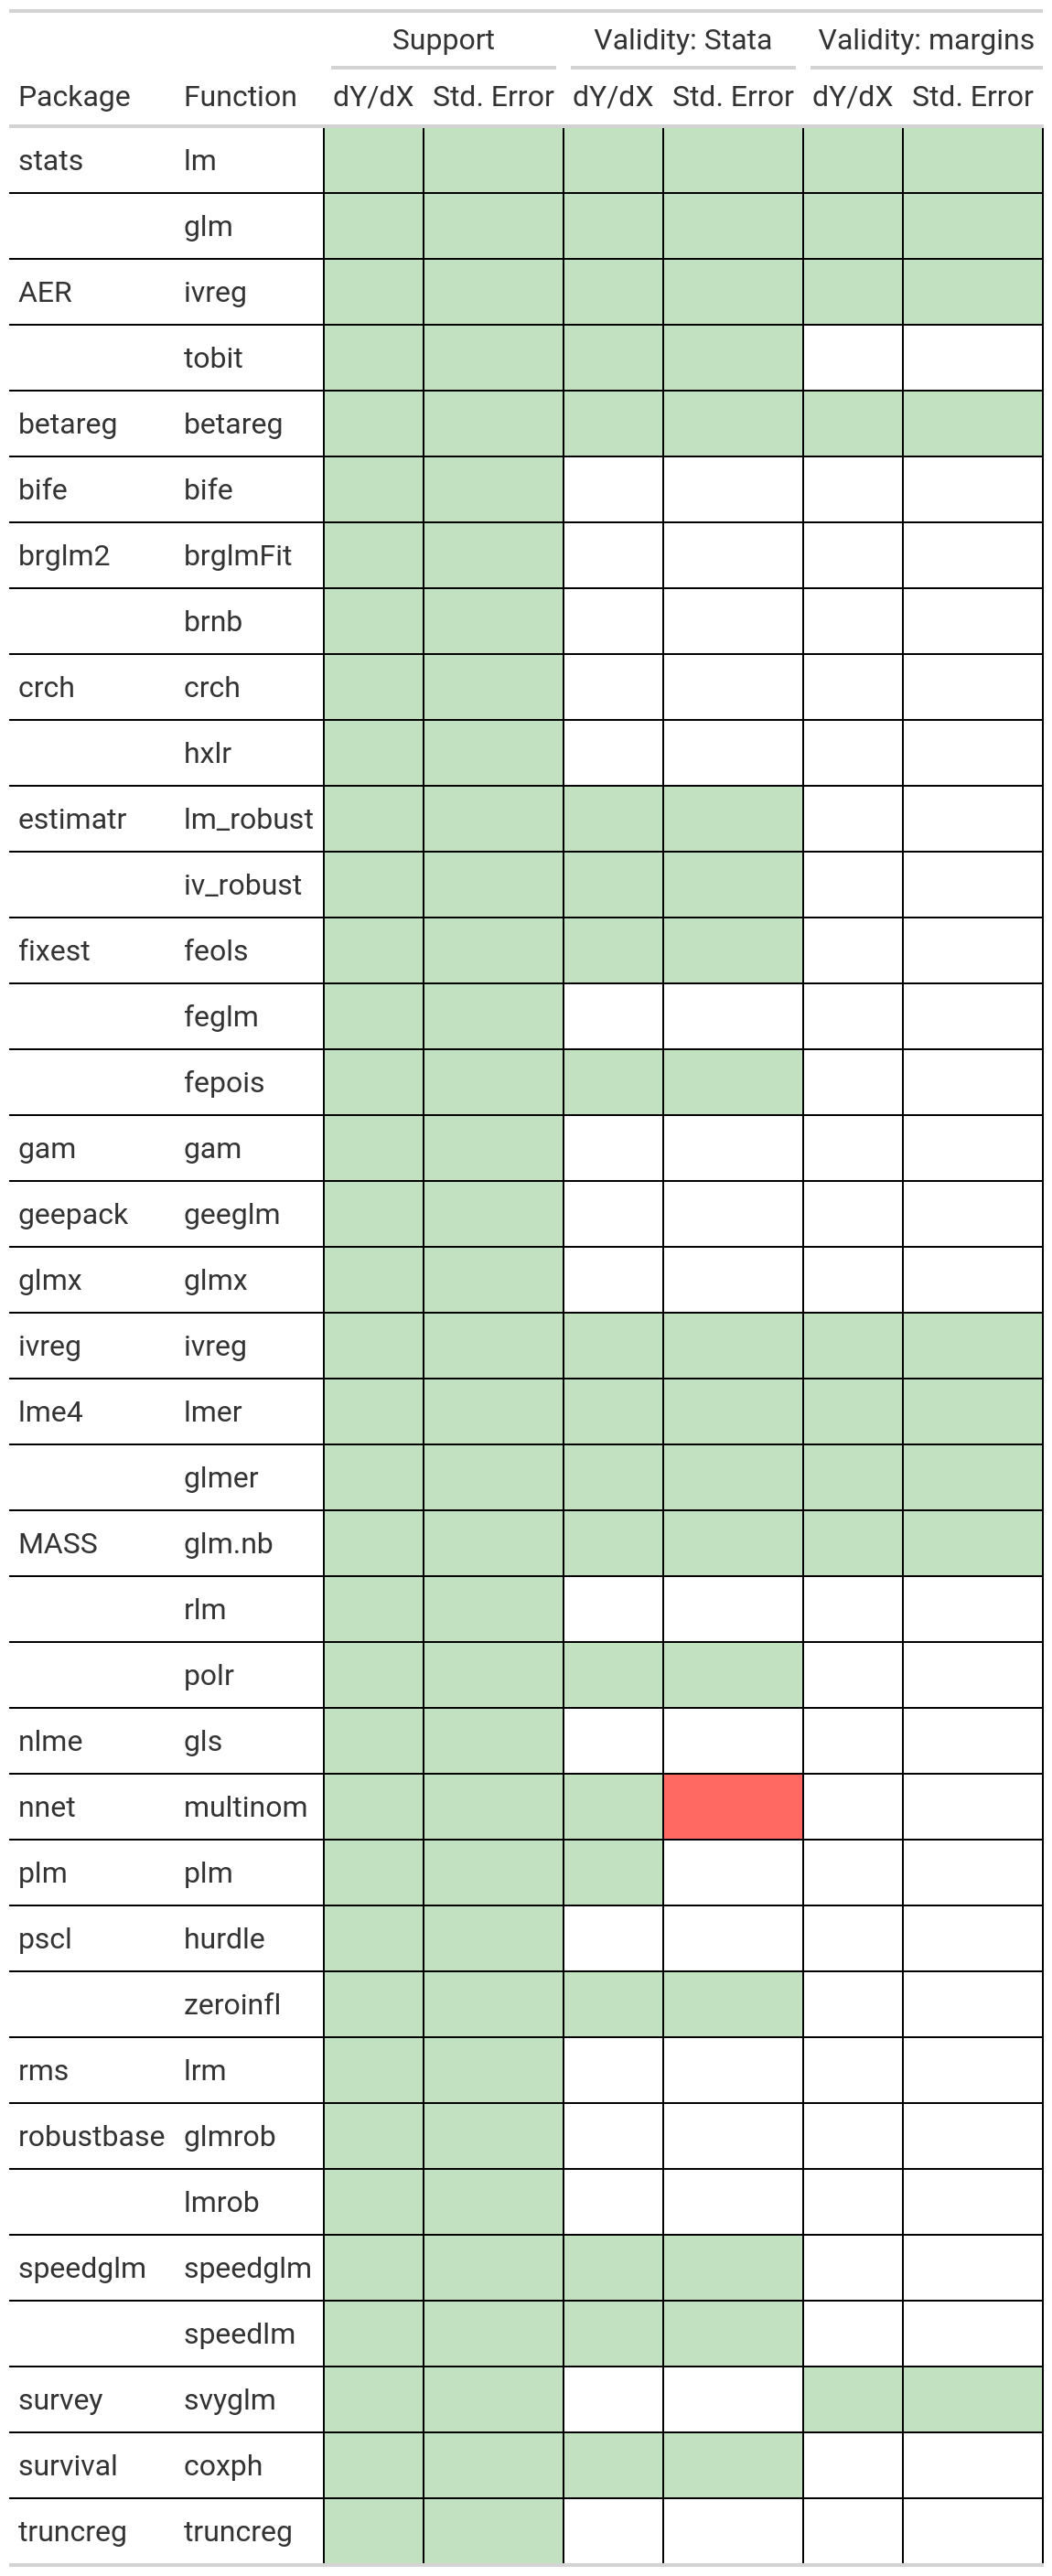 Support Validity: Stata Validity: margins
Package Function dY/dX Std. Error dY/dX Std. Error dY/dX Std. Error
stats lm
glm
AER ivreg
tobit
betareg betareg
bife bife
brglm2 brglmFit
brnb
crch crch
hxlr
estimatr lm_robust
iv_robust
fixest feols
feglm
fepois
gam gam
geepack geeglm
glmx glmx
ivreg ivreg
lme4 lmer
glmer
MASS glm.nb
rlm
polr
nlme gls
nnet multinom
plm plm
pscl hurdle
zeroinfl
rms lrm
robustbase glmrob
lmrob
speedglm speedglm
speedlm
survey svyglm
survival coxph
truncreg truncreg